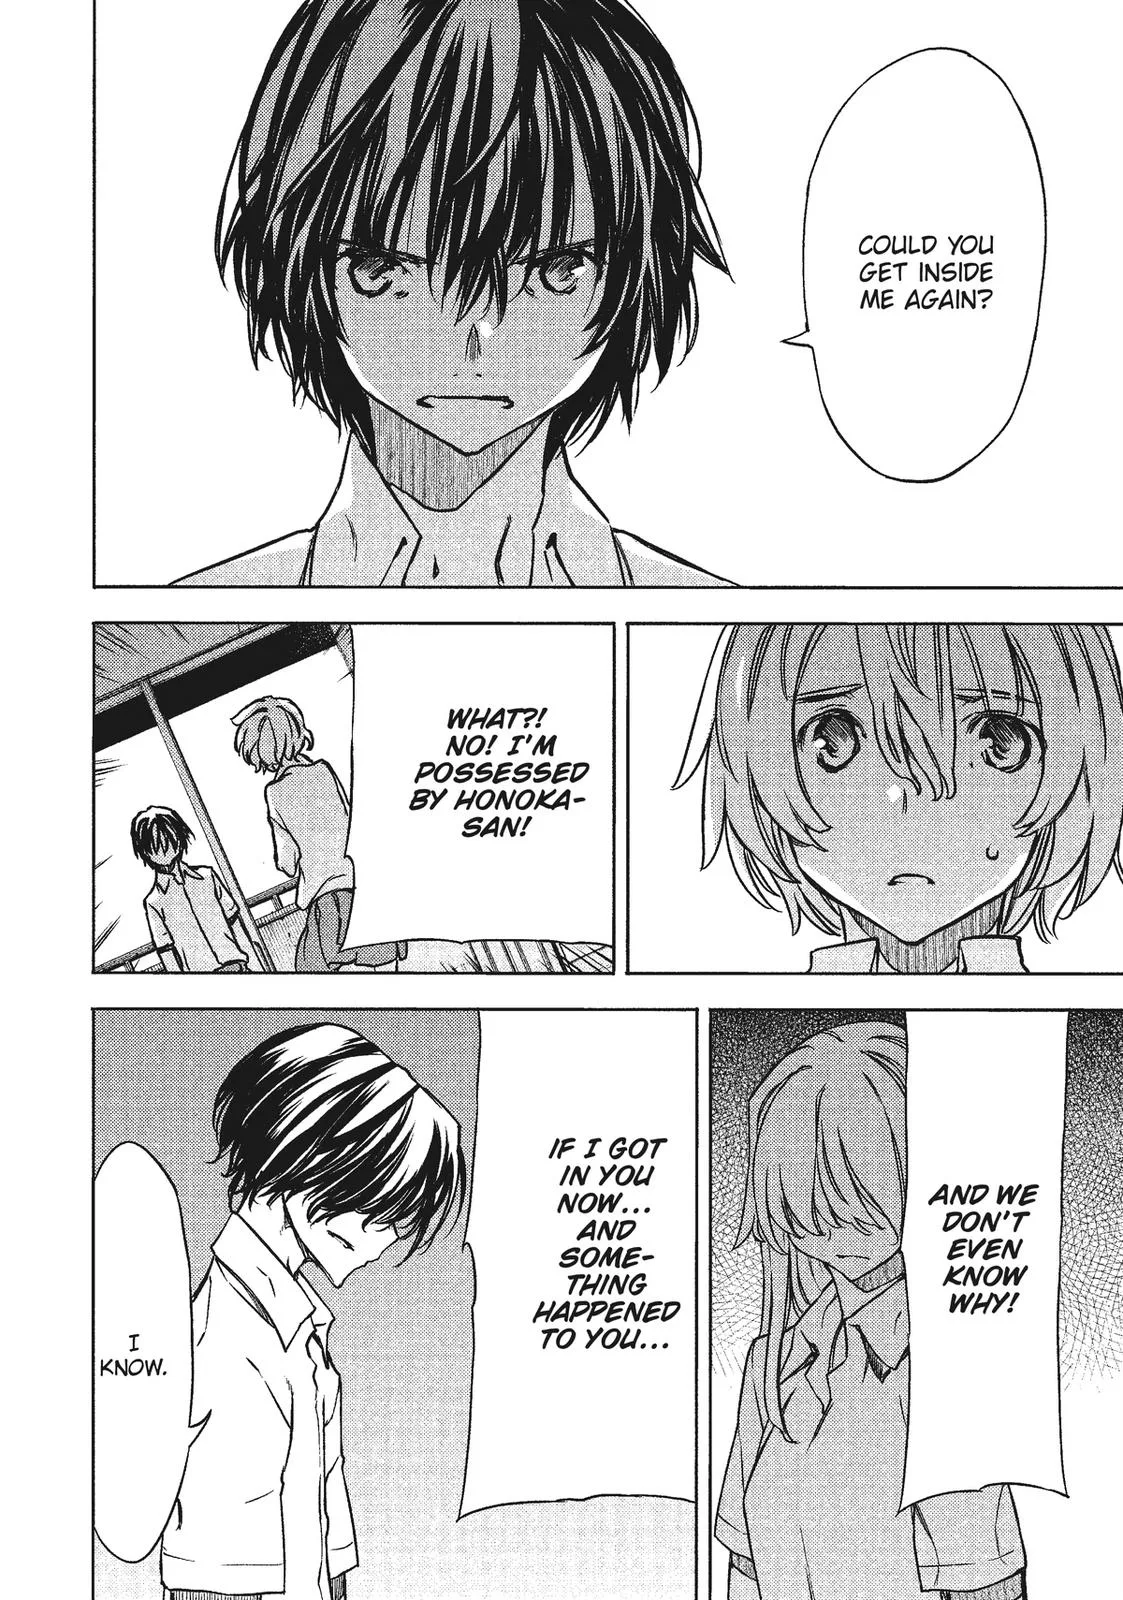 COULD YOU
GET INSIDE
ME AGAIN?
WHAT?!
NO! I'M
POSSESSED
BY HONOKA-
SAN!
AND WE
DON'T
EVEN
KNOW
WHY!
IF I GOT
IN YOU
NOW...
AND
SOME-
THING
HAPPENED
TO YOU...
I
KNOW.